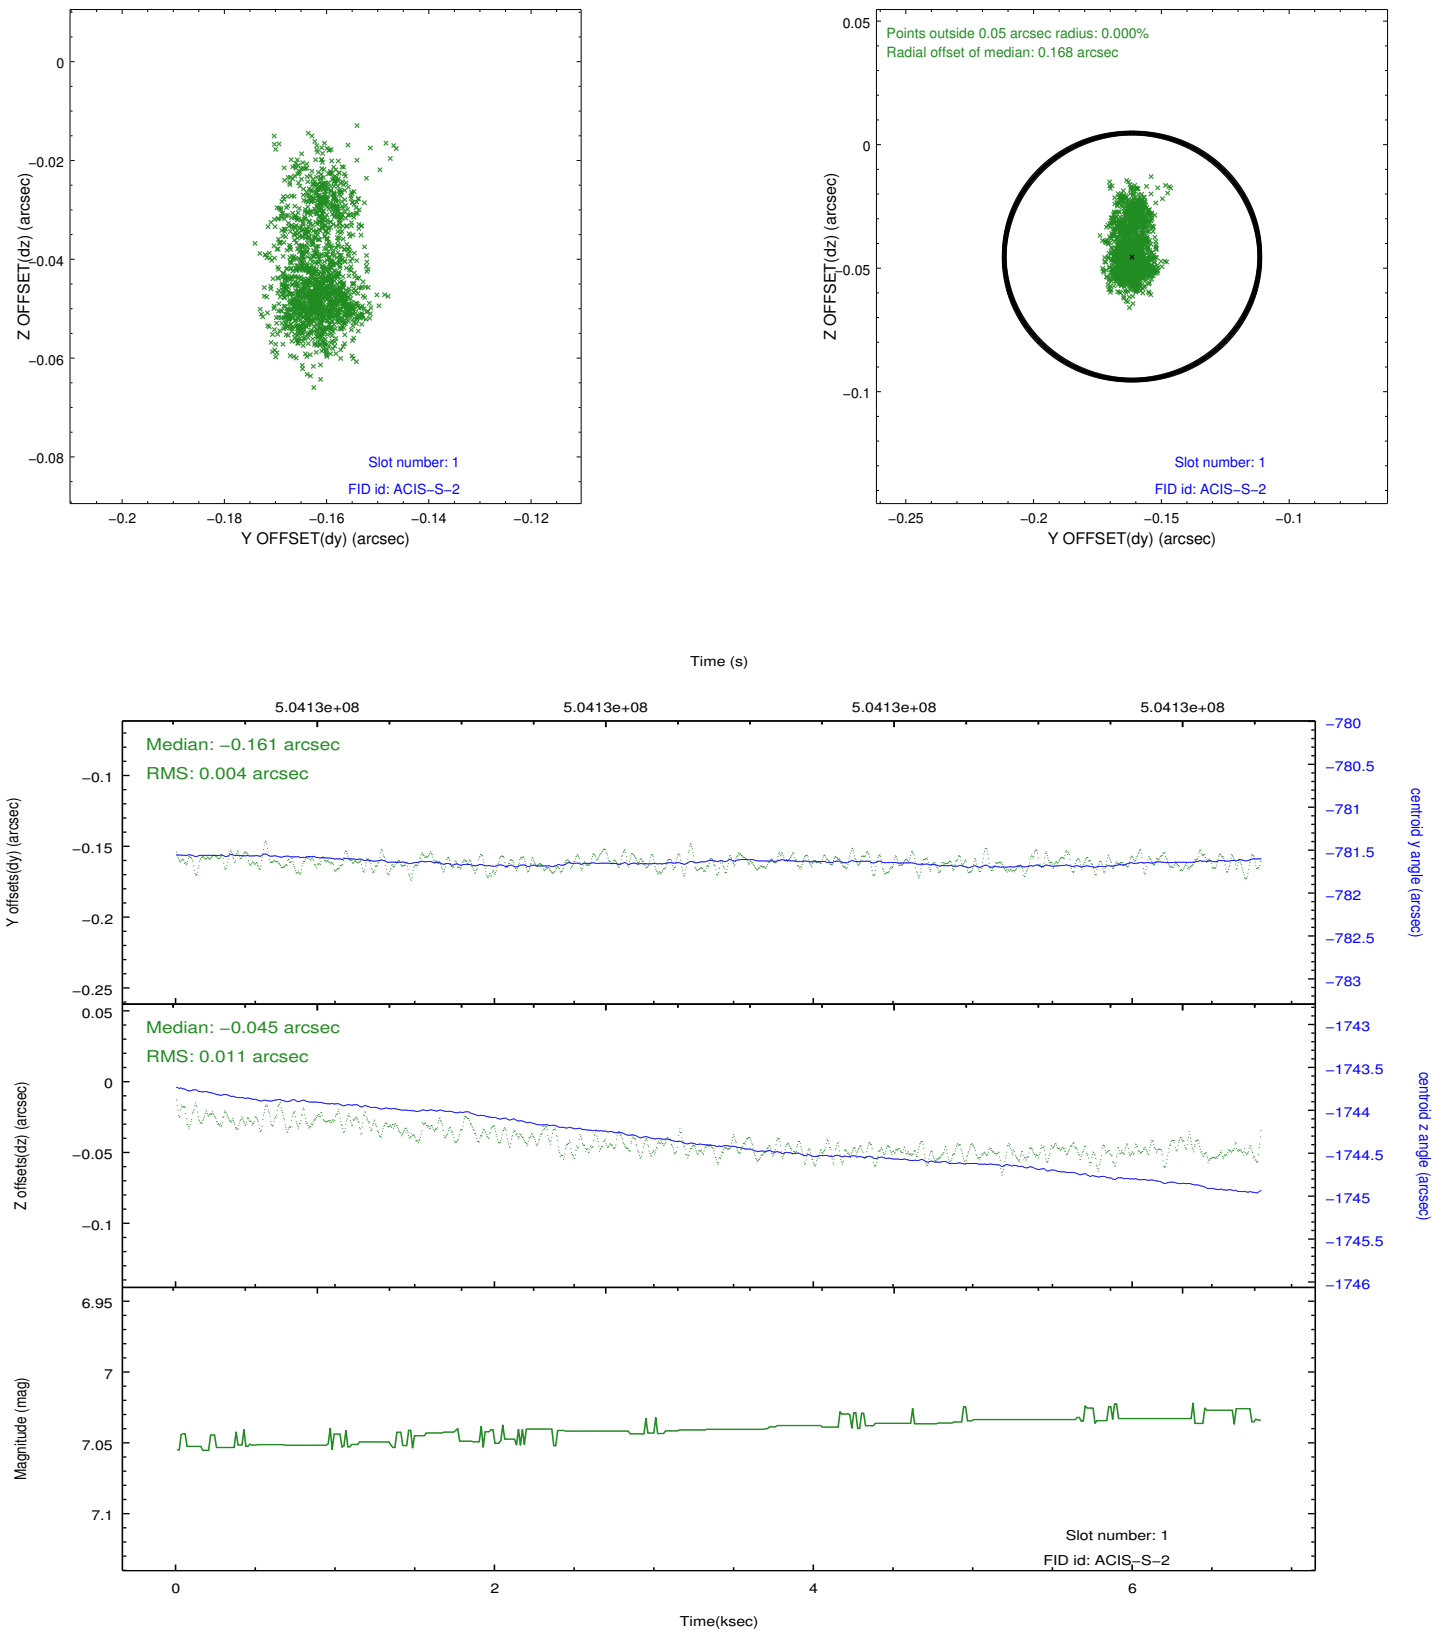 0
−0.02
−0.04
−0.06
−0.08
Z OFFSET(dz) (arcsec)
Slot number: 1
FID id: ACIS−S−2
−0.2
−0.18
−0.16
−0.14
−0.12
Y OFFSET(dy) (arcsec)
Points outside 0.05 arcsec radius: 0.000%
Radial offset of median: 0.168 arcsec
0.05
0
−0.05
−0.1
Z OFFSET(dz) (arcsec)
Slot number: 1
FID id: ACIS−S−2
−0.25
−0.2
−0.15
−0.1
Y OFFSET(dy) (arcsec)
Time (s)
5.0413e+08
5.0413e+08
5.0413e+08
5.0413e+08
Median: −0.161 arcsec
RMS: 0.004 arcsec
−0.1
−0.15
−0.2
−0.25
Y offsets(dy) (arcsec)
−780
−780.5
−781
−781.5
−782
−782.5
−783
centroid y angle (arcsec)
Median: −0.045 arcsec
RMS: 0.011 arcsec
0.05
0
−0.05
−0.1
Z offsets(dz) (arcsec)
−1743
−1743.5
−1744
−1744.5
−1745
−1745.5
−1746
centroid z angle (arcsec)
6.95
7
7.05
7.1
Magnitude (mag)
Slot number: 1
FID id: ACIS−S−2
0
2
4
6
Time(ksec)